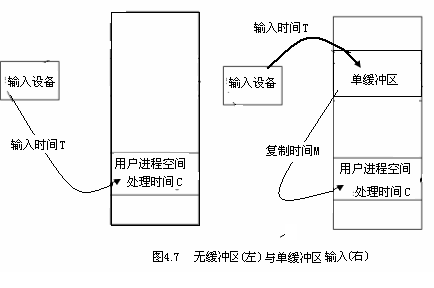 输入设备
输入时间T
用户进程空间
处理时间C
输入时间T
输入设备
单缓冲区
复制时间M
用户进程空间
处理时间C
图4.7 无缓冲区(左)与单缓冲区输入(右)